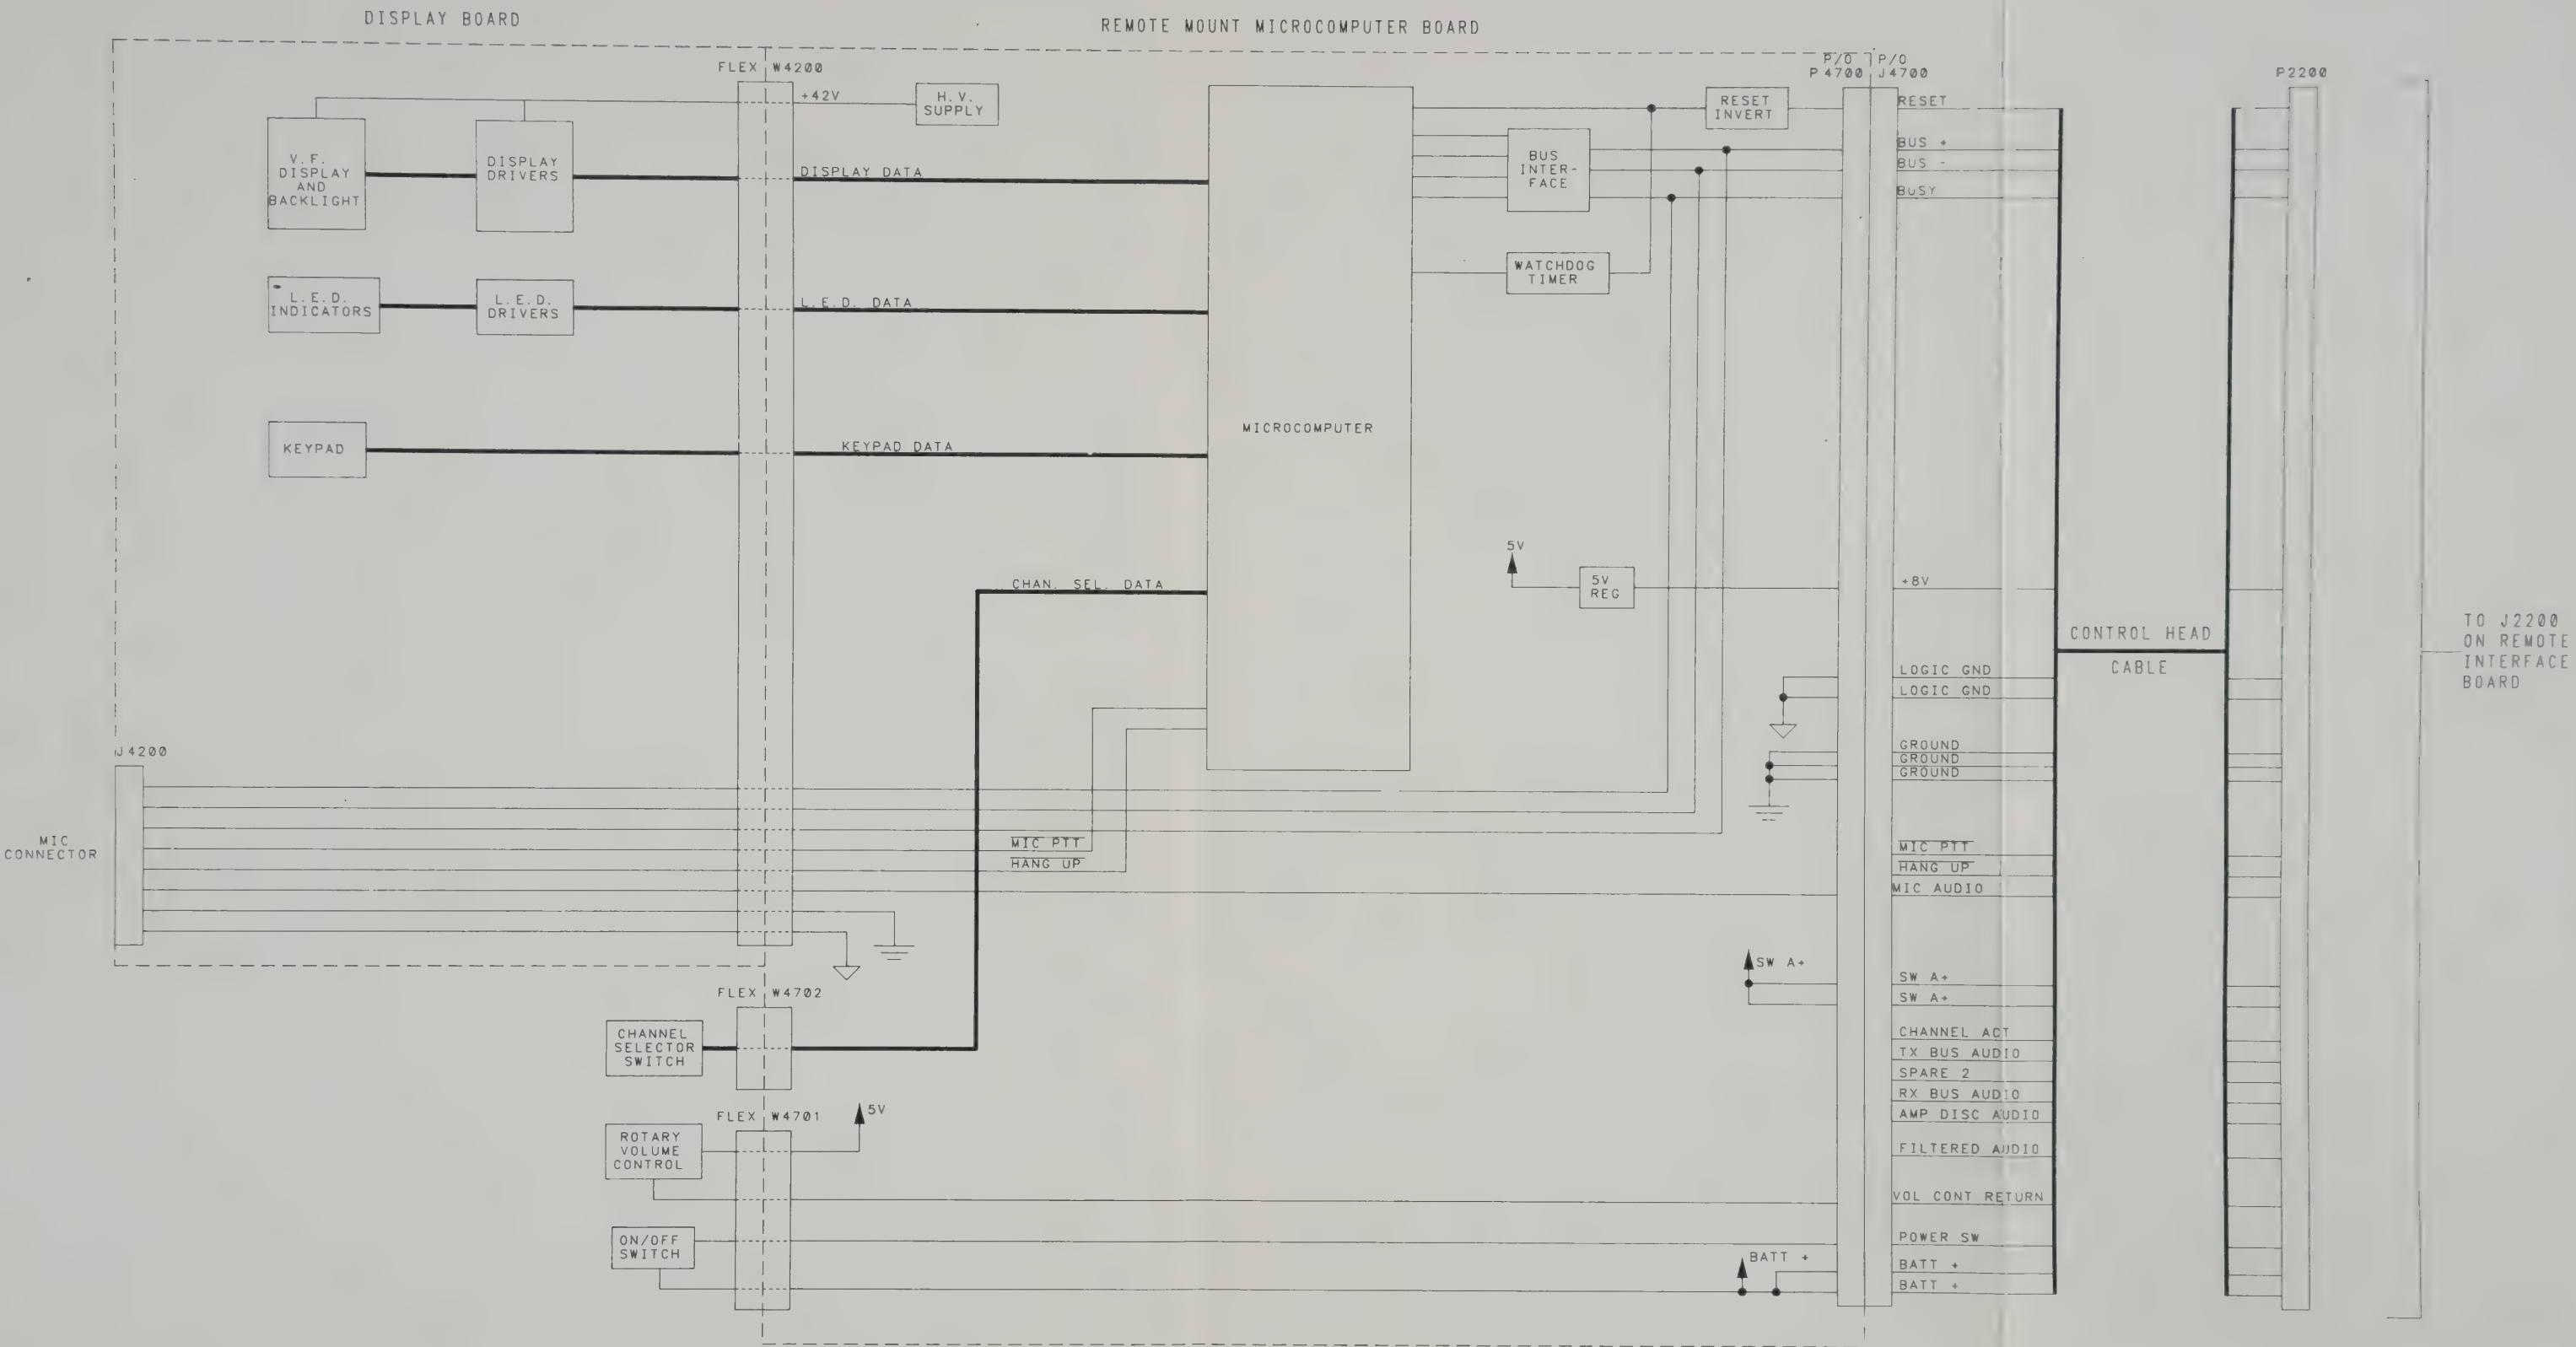 DISPLAY BOARD
REMOTE MOUNT MICROCOMPUTER BOARD
FLEX W4200
P/O P/O
P4700 J4700
P2200
+42V
H.V.
SUPPLY
RESET
INVERT
RESET
V.F.
DISPLAY
AND
BACKLIGHT
DISPLAY
DRIVERS
DISPLAY DATA
BUS
INTER-
FACE
BUS +
BUS -
BUSY
WATCHDOG
TIMER
L.E.D.
INDICATORS
L.E.D.
DRIVERS
L.E.D. DATA
KEYPAD
KEYPAD DATA
MICROCOMPUTER
5V
5V
REG
+8V
CHAN. SEL. DATA
CONTROL HEAD
CABLE
TO J2200
ON REMOTE
INTERFACE
BOARD
LOGIC GND
LOGIC GND
GROUND
GROUND
GROUND
J4200
MIC
CONNECTOR
MIC PTT
HANG UP
MIC PTT
HANG UP
MIC AUDIO
SW A+
SW A+
SW A+
FLEX W4702
CHANNEL
SELECTOR
SWITCH
CHANNEL ACT
TX BUS AUDIO
SPARE 2
RX BUS AUDIO
AMP DISC AUDIO
FILTERED AUDIO
FLEX W4701
5V
ROTARY
VOLUME
CONTROL
VOL CONT RETURN
ON/OFF
SWITCH
POWER SW
BATT +
BATT +
BATT +